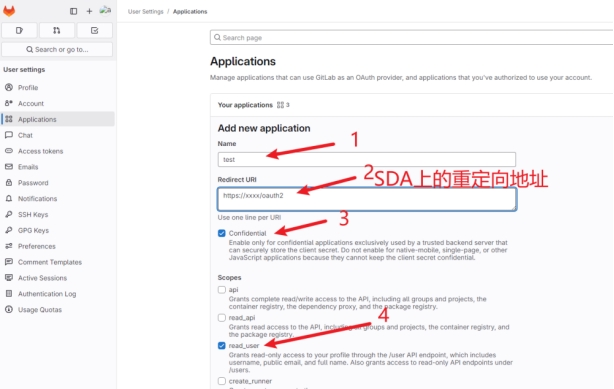 User Settings / Applications
Search or go to...
Search page
User settings
Profile
Account
Applications
Chat
Access tokens
Emails
Password
Notifications
SSH Keys
GPG Keys
Preferences
Comment Templates
Active Sessions
Authentication Log
Usage Quotas
Applications
Manage applications that can use GitLab as an OAuth provider, and applications that you've authorized to use your account.
Your applications 3
Add new application
Name
1
test
Redirect URI
2SDA上的重定向地址
https://xxxx/oauth2
Use one line per URI
3
Confidential
Enable only for confidential applications exclusively used by a trusted backend server that
can securely store the client secret. Do not enable for native-mobile, single-page, or other
JavaScript applications because they cannot keep the client secret confidential.
Scopes
api
Grants complete read/write access to the API, including all groups and projects, the
container registry, the dependency proxy, and the package registry.
4
read_api
Grants read access to the API, including all groups and projects, the container registry, and
the package registry.
read_user
Grants read-only access to your profile through the /user API endpoint, which includes
username, public email, and full name. Also grants access to read-only API endpoints under
/users.
create_runner